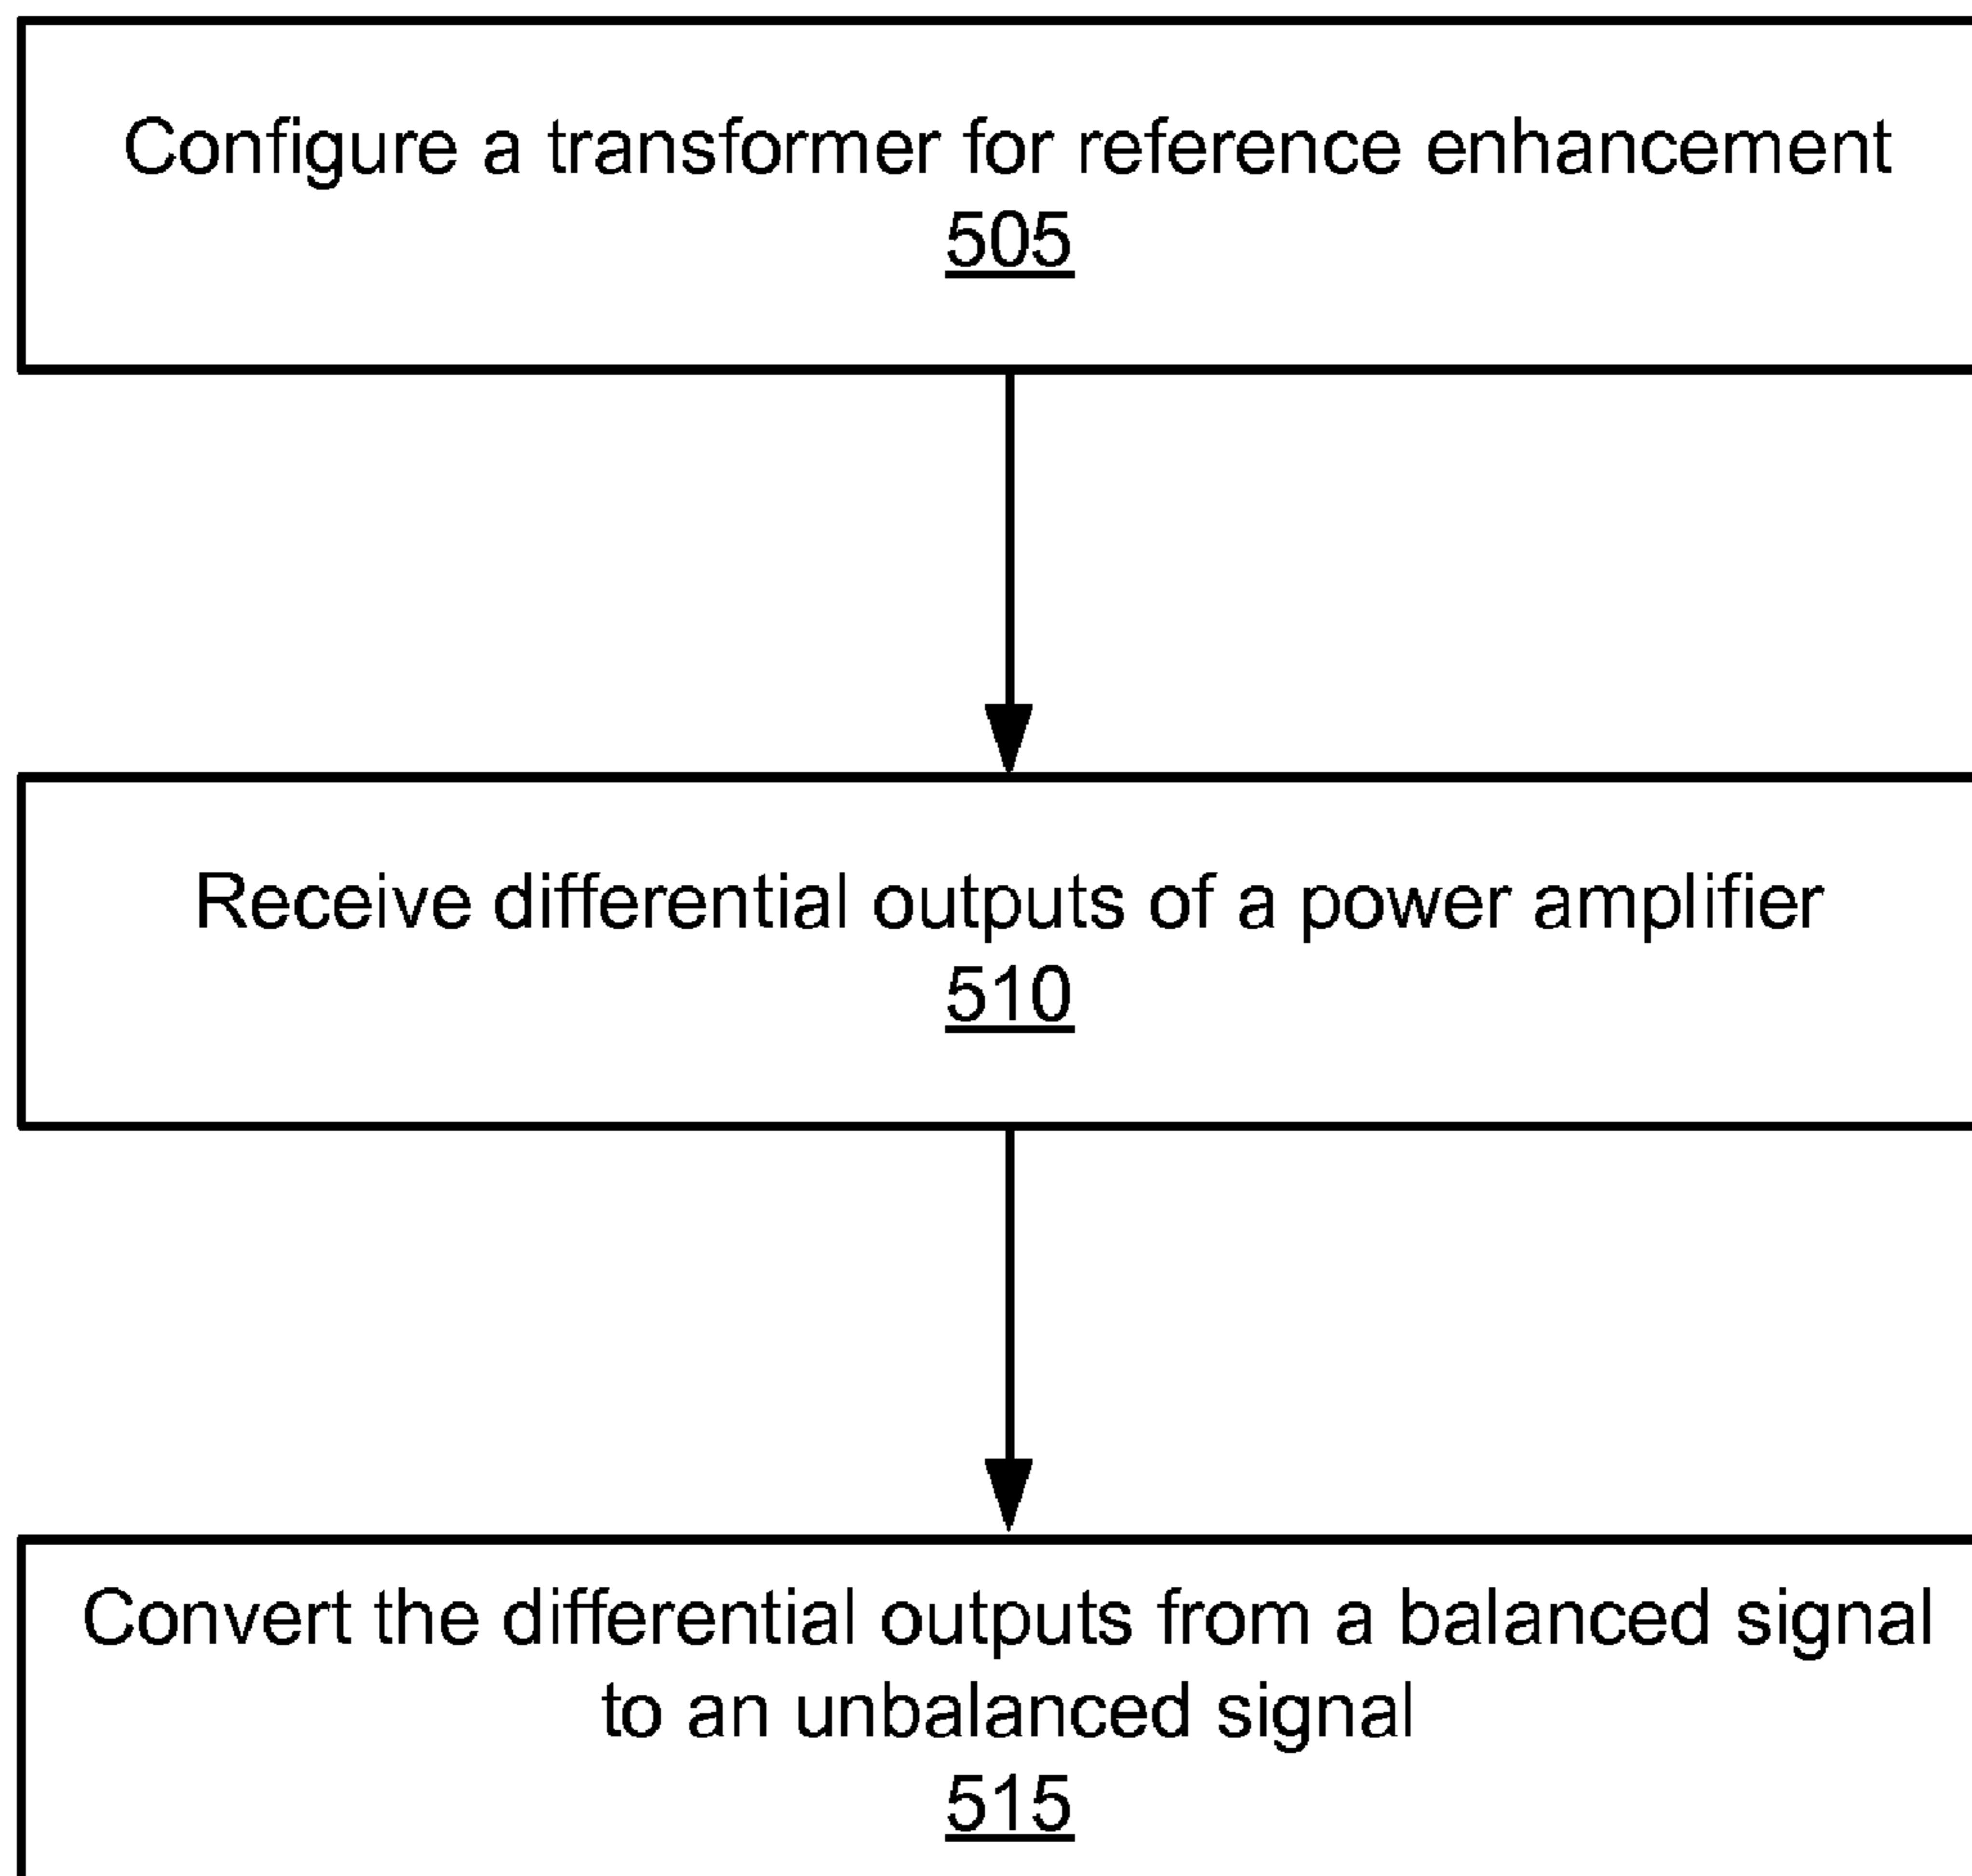 Configure a transformer for reference enhancement
505
Receive differential outputs of a power amplifier
510
Convert the differential outputs from a balanced signal
to an unbalanced signal
515